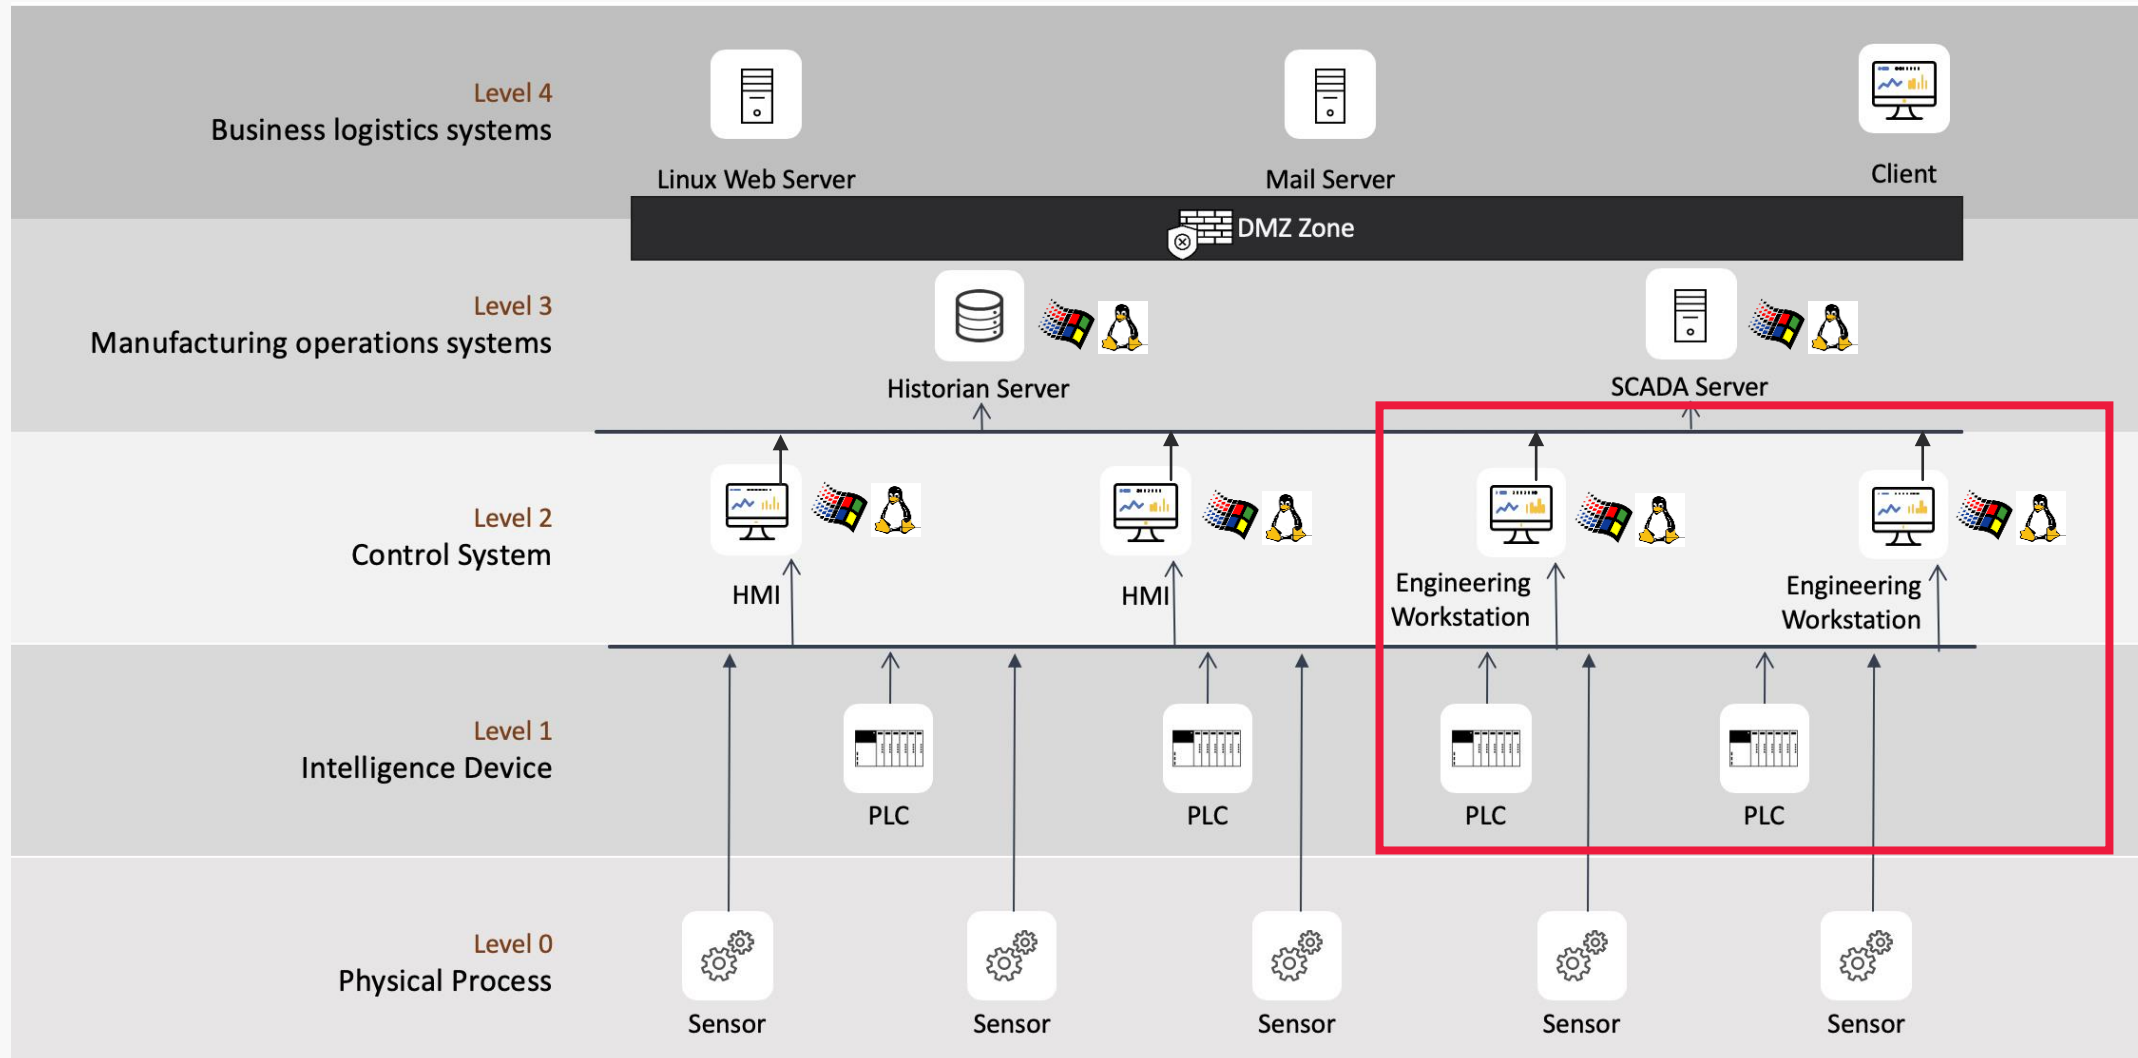 Level 4
Business logistics systems
Linux Web Server
Mail Server
Client
DMZ Zone
Level 3
Manufacturing operations systems
Historian Server
SCADA Server
Level 2
Control System
HMI
HMI
Engineering
Workstation
Engineering
Workstation
Level 1
Intelligence Device
PLC
PLC
PLC
PLC
Level 0
Physical Process
Sensor
Sensor
Sensor
Sensor
Sensor